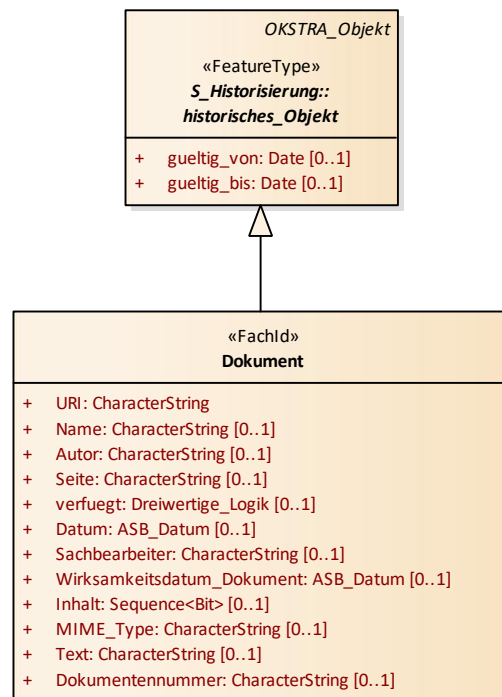 OKSTRA_Objekt
«FeatureType»
S_Historisierung::
historisches_Objekt
+ gueltig_von: Date [0..1]
+ gueltig_bis: Date [0..1]
«FachId»
Dokument
+ URI: CharacterString
+ Name: CharacterString [0..1]
+ Autor: CharacterString [0..1]
+ Seite: CharacterString [0..1]
+ verfuegt: Dreiwertige_Logik [0..1]
+ Datum: ASB_Datum [0..1]
+ Sachbearbeiter: CharacterString [0..1]
+ Wirksamkeitsdatum_Dokument: ASB_Datum [0..1]
+ Inhalt: Sequence<Bit> [0..1]
+ MIME_Type: CharacterString [0..1]
+ Text: CharacterString [0..1]
+ Dokumentennummer: CharacterString [0..1]